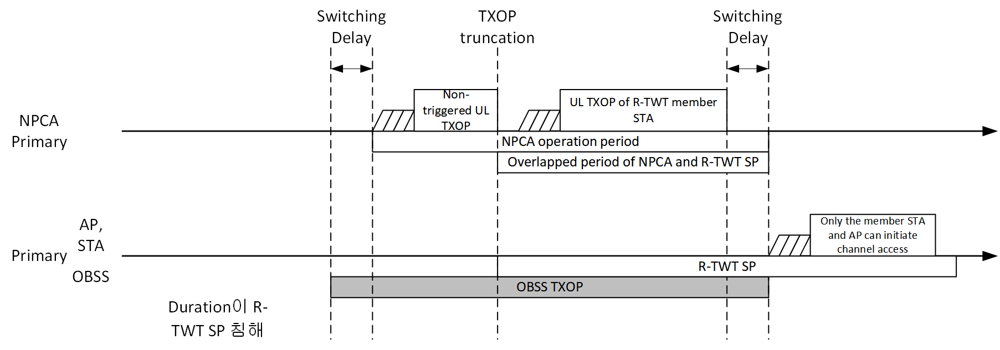 Switching
Delay
TXOP
truncation
Switching
Delay
NPCA
Primary
Non-
triggered UL
TXOP
UL TXOP of R-TWT member
STA
NPCA operation period
Overlapped period of NPCA and R-TWT SP
AP,
STA
Primary
OBSS
Only the member STA
and AP can initiate
channel access
R-TWT SP
OBSS TXOP
Duration이 R-
TWT SP 침해